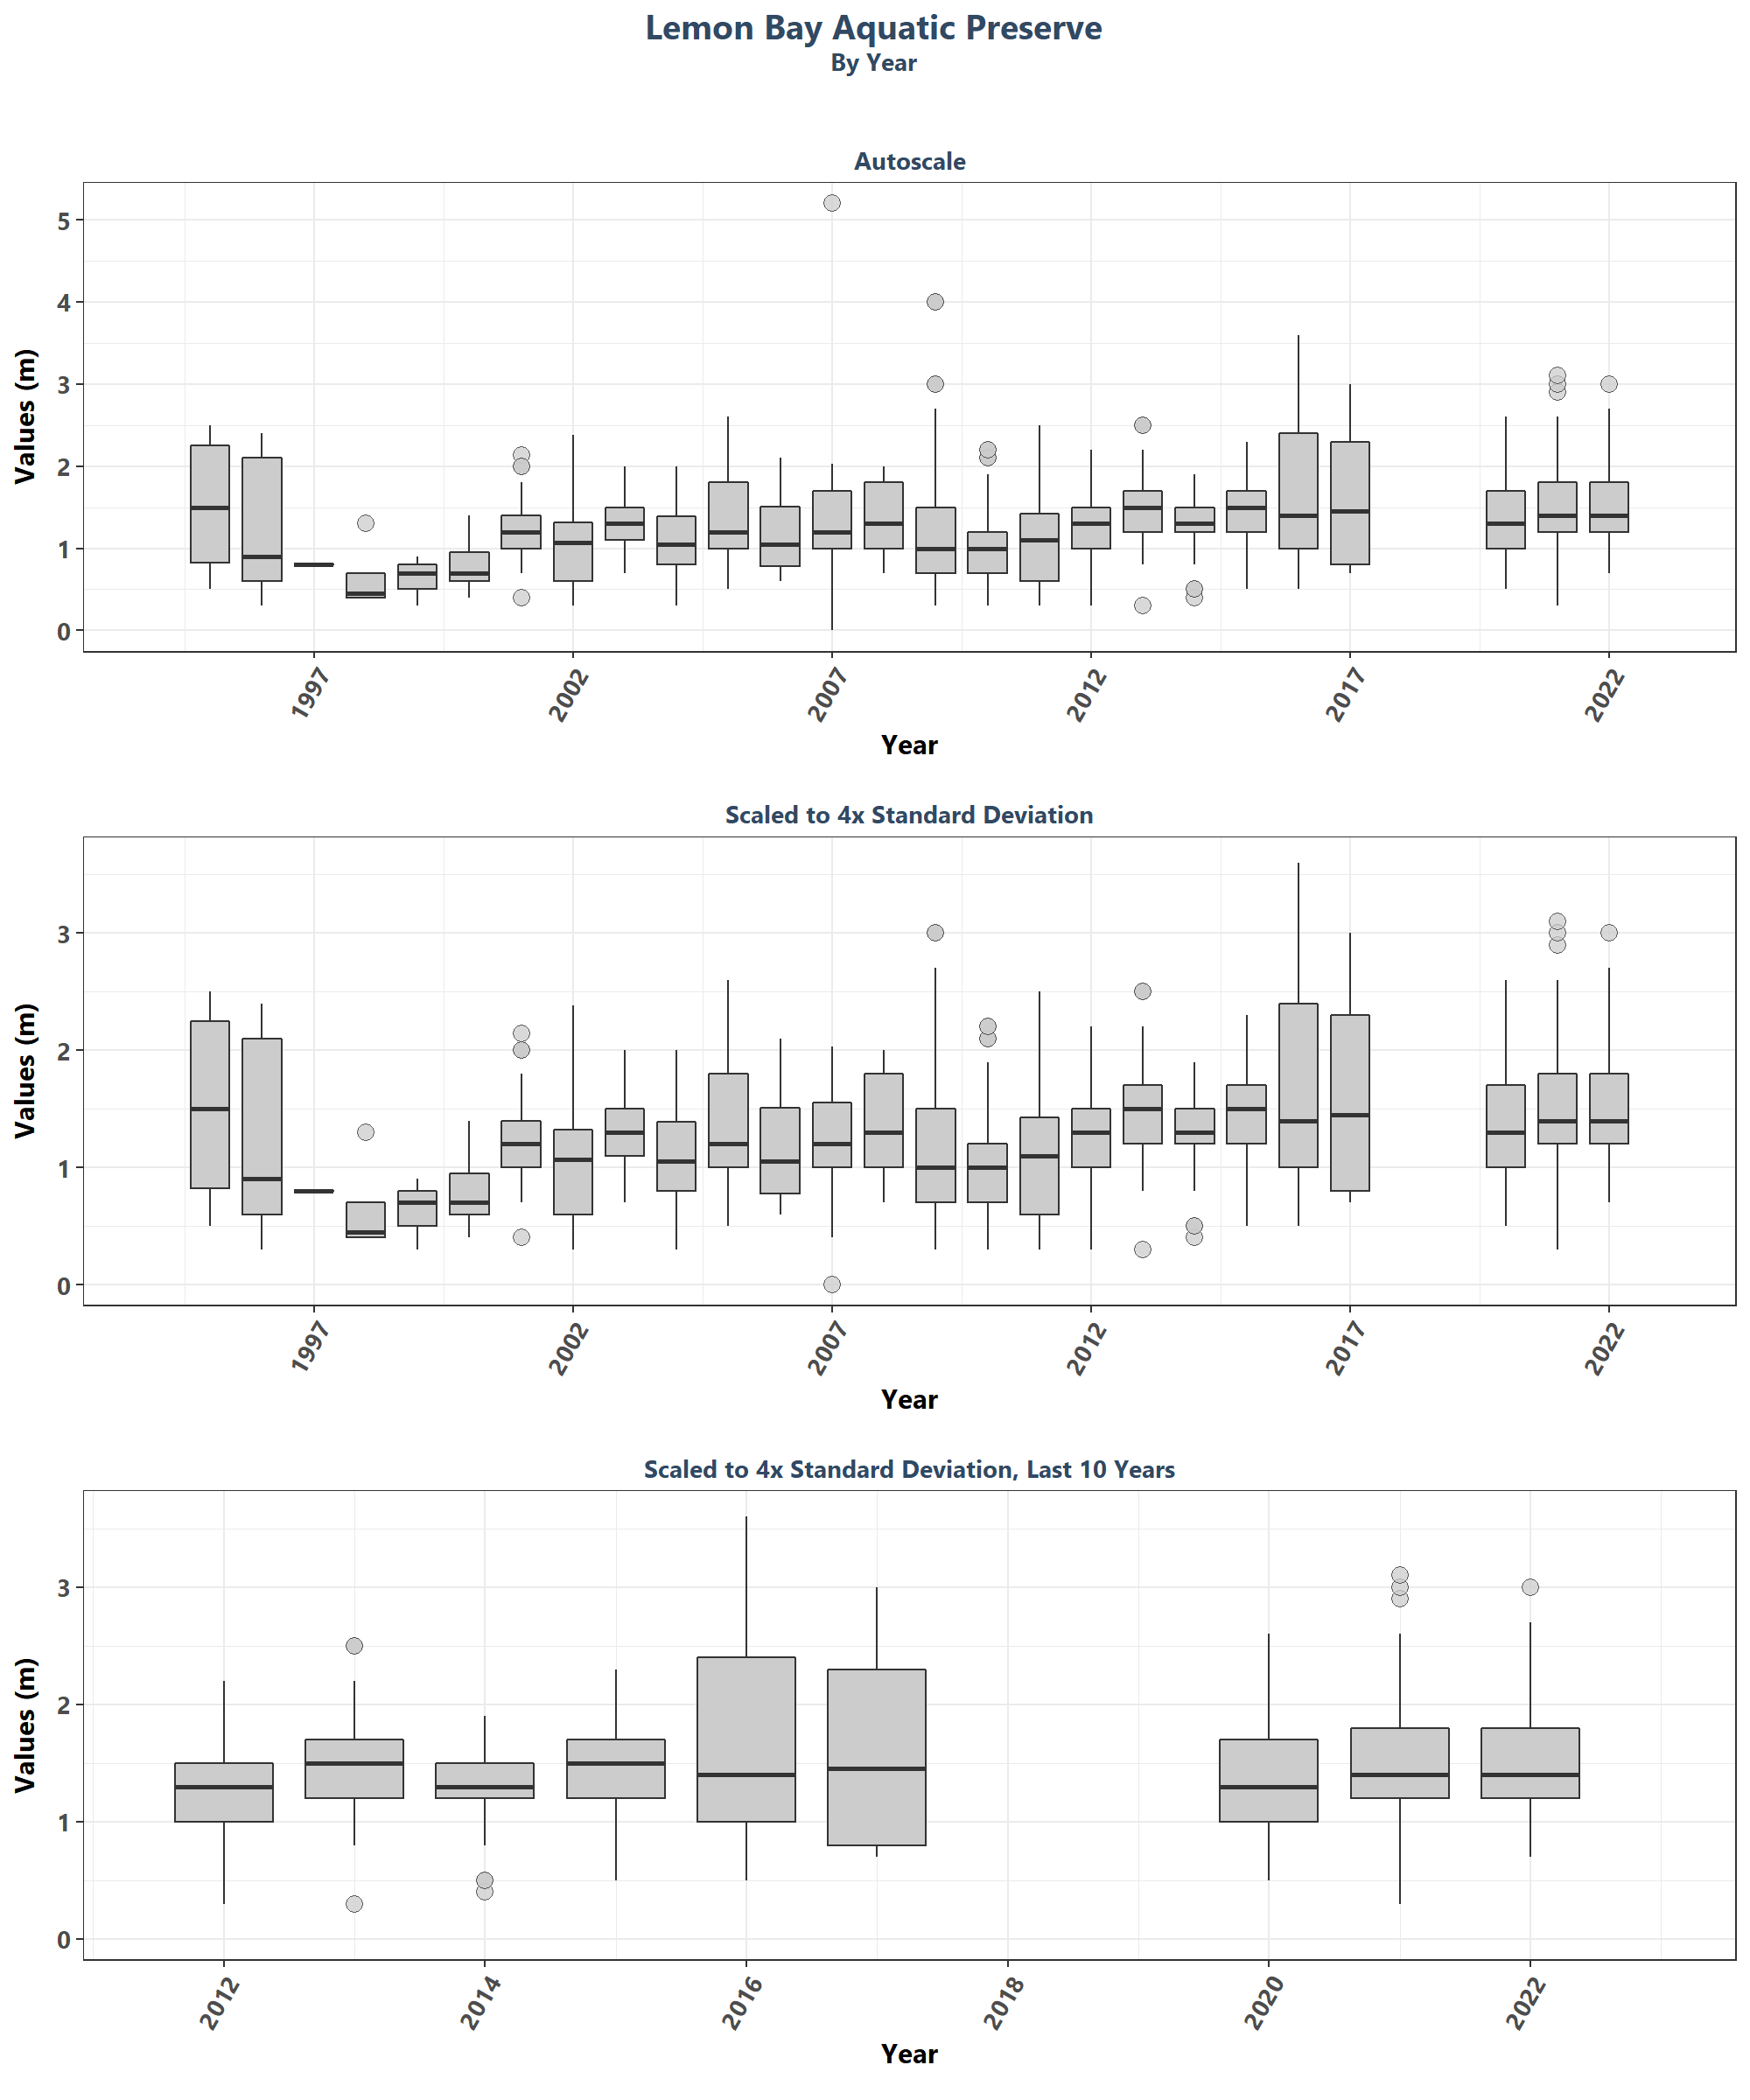 Lemon Bay Aquatic Preserve
By Year
Autoscale
Values (m)
5
4
3
2
1
0
1997 2002 2007 2012 2017 2022
Year
Scaled to 4x Standard Deviation
Values (m)
3
2
1
0
1997 2002 2007 2012 2017 2022
Year
Scaled to 4x Standard Deviation, Last 10 Years
Values (m)
3
2
1
0
2012 2014 2016 2018 2020 2022
Year